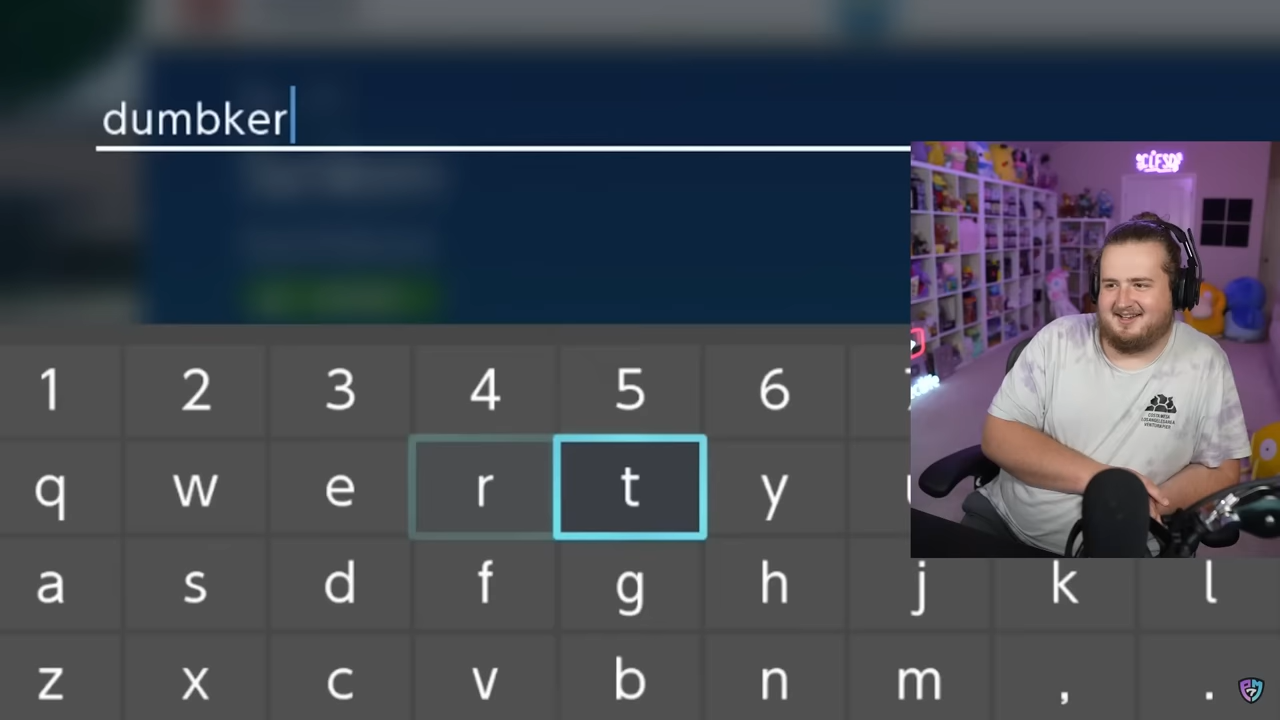 dumbker
1 2 3 4 5 6
q w e r t y
a s d f g h j k l
z x c v b n m , .